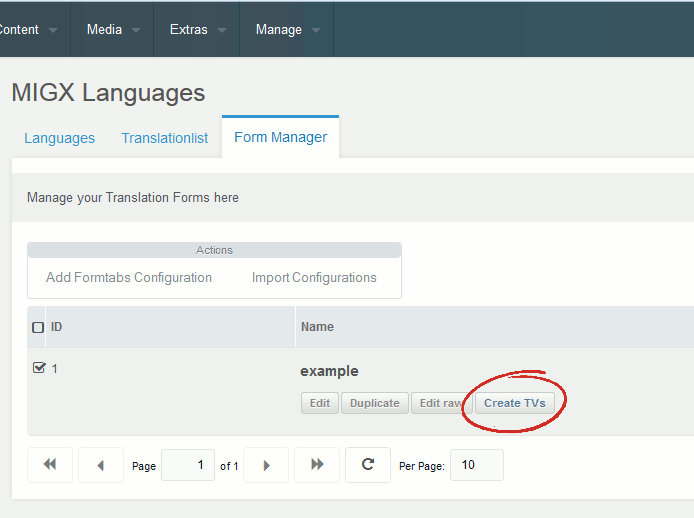 Content Media Extras Manage
MIGX Languages
Languages Translationlist Form Manager
Manage your Translation Forms here
Actions
Add Formtabs Configuration Import Configurations
ID Name
1 example
Edit Duplicate Edit raw Create TVs
Page 1 of 1 Per Page: 10